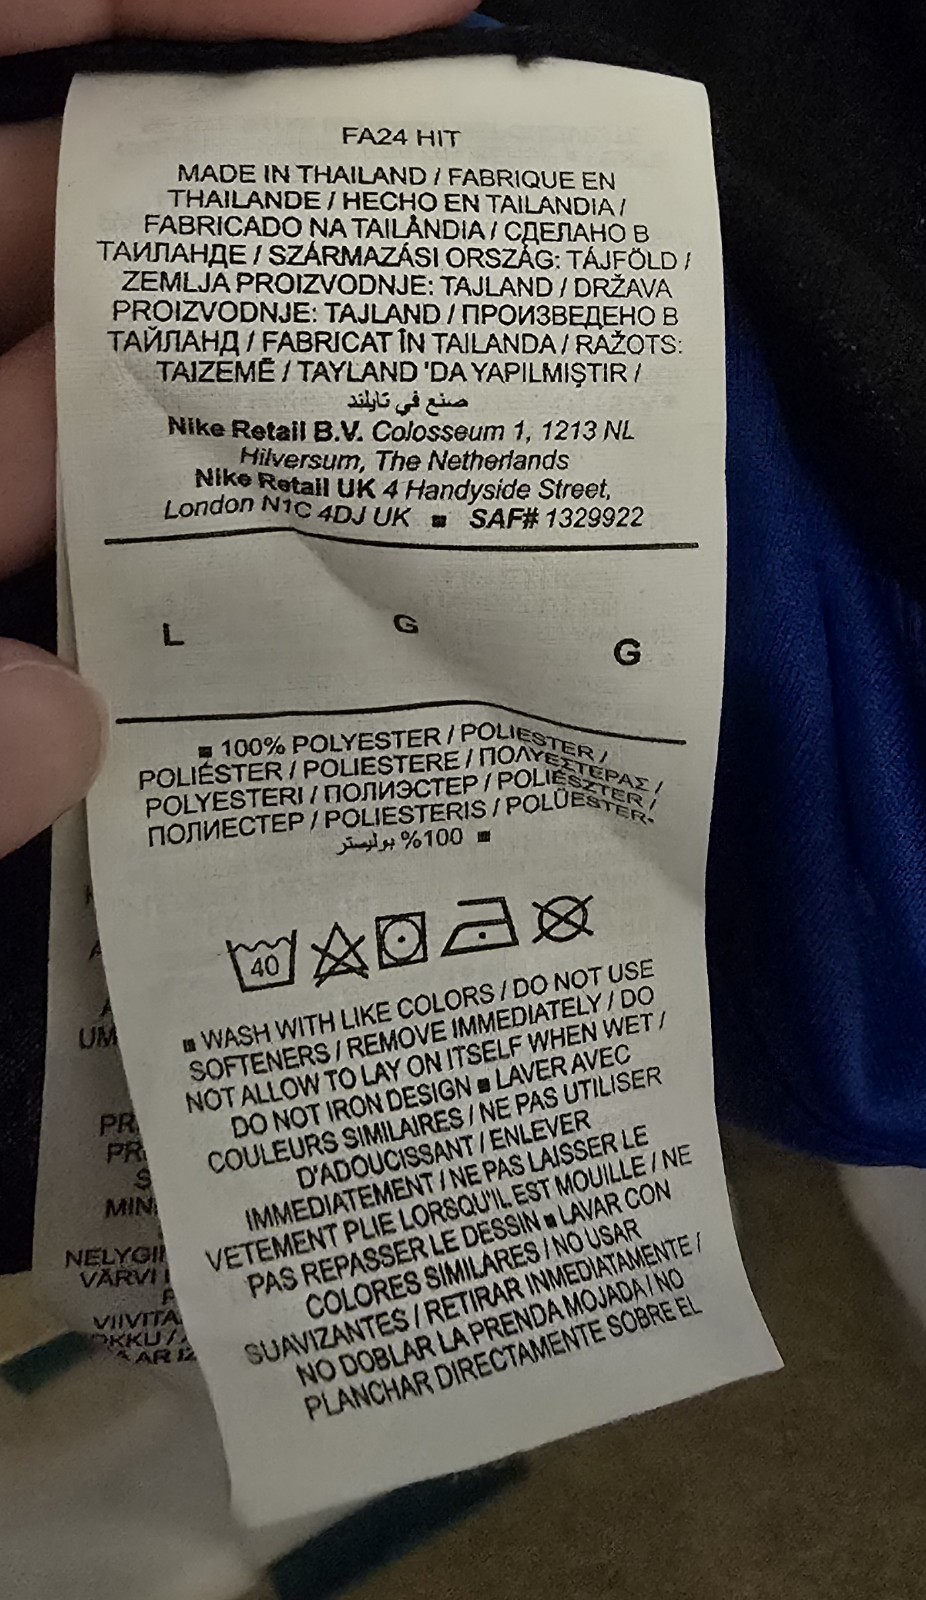 FA24 HIT
MADE IN THAILAND / FABRIQUE EN
THAILANDE / HECHO EN TAILANDIA /
FABRICADO NA TAILÂNDIA / СДЕЛАНО В
ТАИЛАНДЕ / SZÁRMAZÁSI ORSZÁG: TÁJFÖLD /
ZEMLJA PROIZVODNJE: TAJLAND / DRŽAVA
PROIZVODNJE: TAJLAND / ПРОИЗВЕДЕНО В
ТАЙЛАНД / FABRICAT ÎN TAILANDA / RAŽOTS:
TAIZEMĒ / TAYLAND 'DA YAPILMIŞTIR /
صنع في تايلند
Nike Retail B.V. Colosseum 1, 1213 NL
Hilversum, The Netherlands
Nike Retail UK 4 Handyside Street,
London N1C 4DJ UK ■ SAF# 1329922
L G G
■ 100% POLYESTER / POLIESTER /
POLIÉSTER / POLIESTERE / ΠΟΛΥΕΣΤΕΡΑΣ /
POLYESTERI / ПОЛИЭСТЕР / POLIÉSZTER /
ПОЛИЕСТЕР / POLIESTERIS / POLÜESTER-
100% بوليستر ■
40
■ WASH WITH LIKE COLORS / DO NOT USE
SOFTENERS / REMOVE IMMEDIATELY / DO
NOT ALLOW TO LAY ON ITSELF WHEN WET /
DO NOT IRON DESIGN ■ LAVER AVEC
COULEURS SIMILAIRES / NE PAS UTILISER
D'ADOUCISSANT / ENLEVER
IMMEDIATEMENT / NE PAS LAISSER LE
VETEMENT PLIE LORSQU'IL EST MOUILLE / NE
PAS REPASSER LE DESSIN ■ LAVAR CON
COLORES SIMILARES / NO USAR
SUAVIZANTES / RETIRAR INMEDIATAMENTE /
NO DOBLAR LA PRENDA MOJADA / NO
PLANCHAR DIRECTAMENTE SOBRE EL